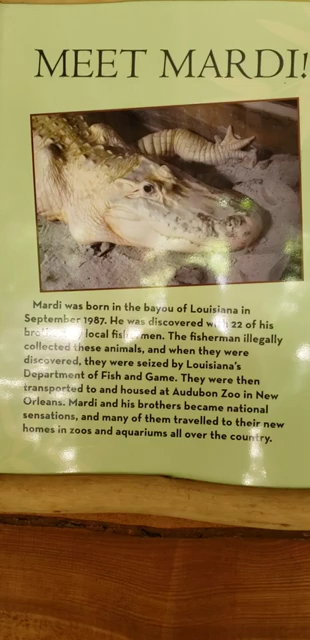 MEET MARDI!
Mardi was born in the bayou of Louisiana in
September 1987. He was discovered with 22 of his
local fishermen. The fisherman illegally
collected these animals, and when they were
discovered, they were seized by Louisiana's
Department of Fish and Game. They were then
transported to and housed at Audubon Zoo in New
Orleans. Mardi and his brothers became national
sensations, and many of them travelled to their new
homes in zoos and aquariums all over the country.